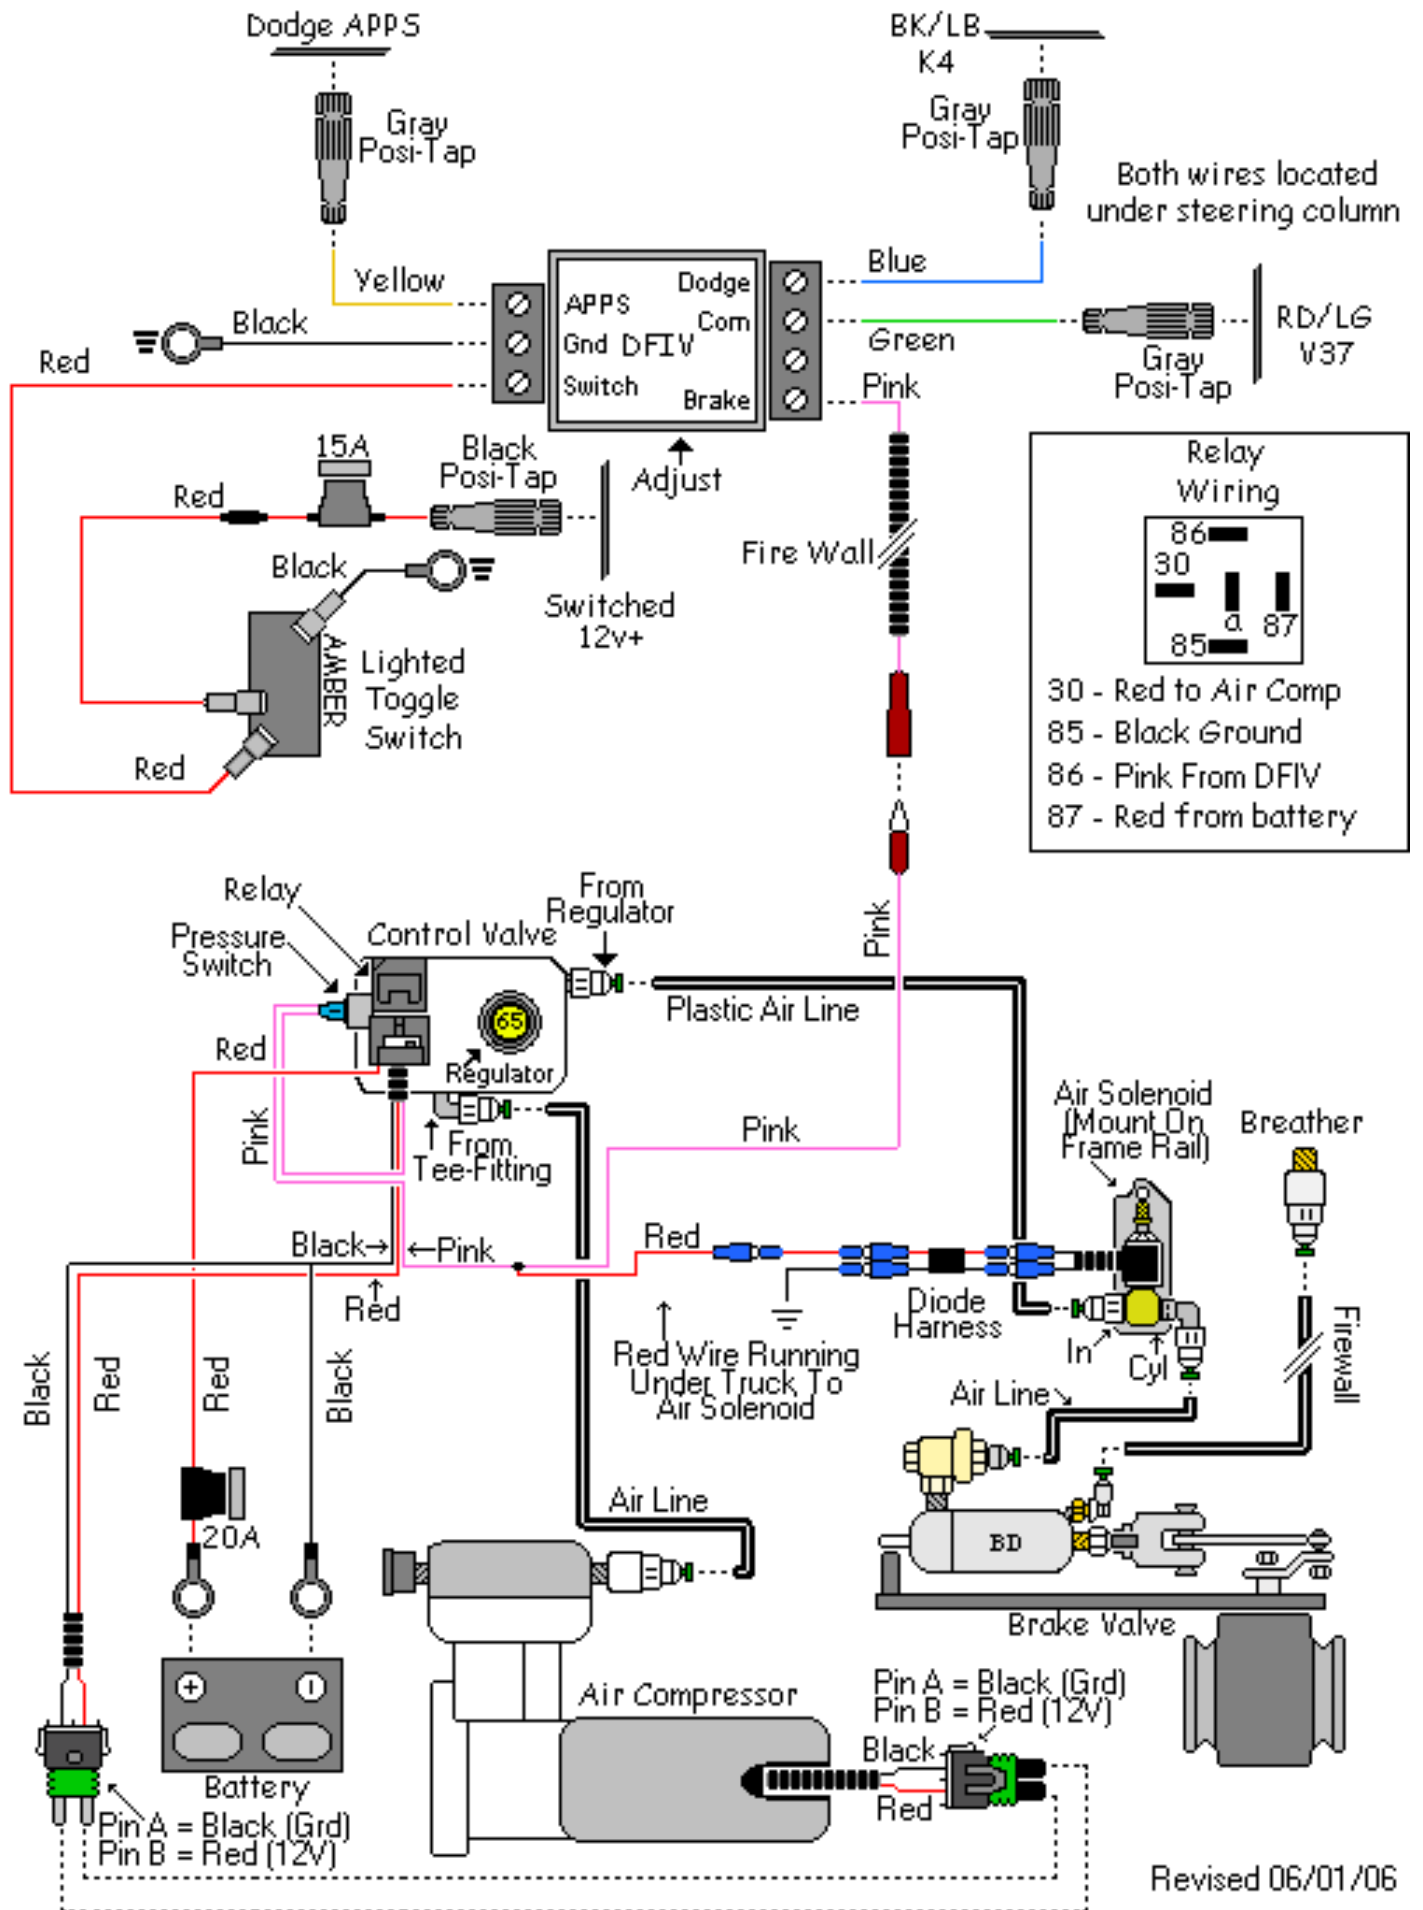 Dodge APPS
Gray
Posi-Tap
BK/LB
K4
Gray
Posi-Tap
Both wires located
under steering column
Yellow
Black
Red
APPS
Gnd DFIV
Switch
Dodge
Com
Brake
Adjust
Blue
Green
Pink
Gray
Posi-Tap
RD/LG
V37
15A
Red
Black
Posi-Tap
Switched
12v+
Black
AMBER
Lighted
Toggle
Switch
Red
Fire Wall
Relay
Wiring
86
30
a
87
85
30 - Red to Air Comp
85 - Black Ground
86 - Pink From DFIV
87 - Red from battery
Relay
Pressure
Switch
Control Valve
From
Regulator
65
Regulator
Plastic Air Line
Pink
Red
Pink
From
Tee-Fitting
Pink
Air Solenoid
(Mount On
Frame Rail)
Breather
Black→
←Pink
Red
Red
Diode
Harness
In
Cyl
Firewall
Red Wire Running
Under Truck To
Air Solenoid
Black
Red
Red
Black
20A
Air Line
Air Line
BD
Brake Valve
+
-
Battery
Pin A = Black (Grd)
Pin B = Red (12V)
Air Compressor
Pin A = Black (Grd)
Pin B = Red (12V)
Black
Red
Revised 06/01/06